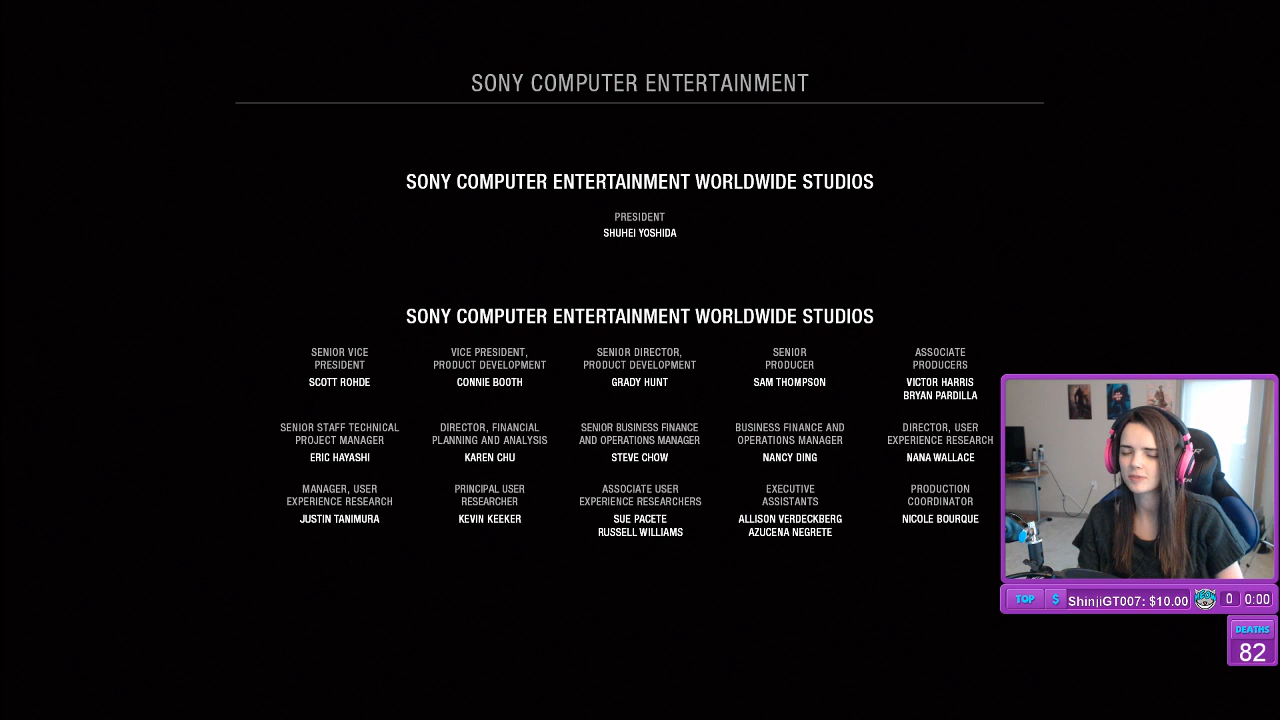 SONY COMPUTER ENTERTAINMENT
SONY COMPUTER ENTERTAINMENT WORLDWIDE STUDIOS
PRESIDENT
SHUHEI YOSHIDA
SONY COMPUTER ENTERTAINMENT WORLDWIDE STUDIOS
SENIOR VICE
PRESIDENT
SCOTT ROHDE
VICE PRESIDENT,
PRODUCT DEVELOPMENT
CONNIE BOOTH
SENIOR DIRECTOR,
PRODUCT DEVELOPMENT
GRADY HUNT
SENIOR
PRODUCER
SAM THOMPSON
ASSOCIATE
PRODUCERS
VICTOR HARRIS
BRYAN PARDILLA
SENIOR STAFF TECHNICAL
PROJECT MANAGER
ERIC HAYASHI
DIRECTOR, FINANCIAL
PLANNING AND ANALYSIS
KAREN CHU
SENIOR BUSINESS FINANCE
AND OPERATIONS MANAGER
STEVE CHOW
BUSINESS FINANCE AND
OPERATIONS MANAGER
NANCY DING
DIRECTOR, USER
EXPERIENCE RESEARCH
NANA WALLACE
MANAGER, USER
EXPERIENCE RESEARCH
JUSTIN TANIMURA
PRINCIPAL USER
RESEARCHER
KEVIN KEEKER
ASSOCIATE USER
EXPERIENCE RESEARCHERS
SUE PACETE
RUSSELL WILLIAMS
EXECUTIVE
ASSISTANTS
ALLISON VERDECKBERG
AZUCENA NEGRETE
PRODUCTION
COORDINATOR
NICOLE BOURQUE
TOP $ ShinjiGT007: $10.00 0 0:00
DEATHS
82